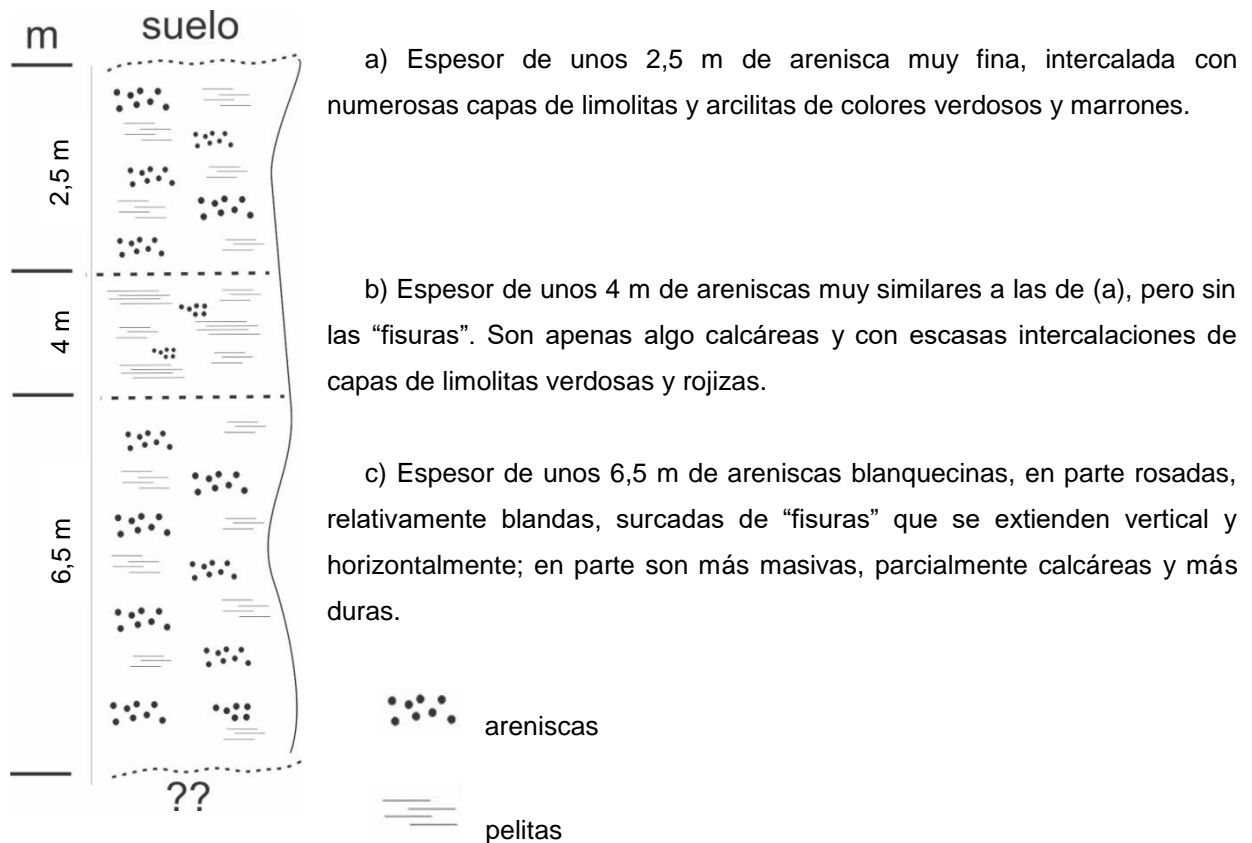 m
suelo
2,5 m
4 m
6,5 m
??
a) Espesor de unos 2,5 m de arenisca muy fina, intercalada con
numerosas capas de limolitas y arcilitas de colores verdosos y marrones.
b) Espesor de unos 4 m de areniscas muy similares a las de (a), pero sin
las “fisuras”. Son apenas algo calcáreas y con escasas intercalaciones de
capas de limolitas verdosas y rojizas.
c) Espesor de unos 6,5 m de areniscas blanquecinas, en parte rosadas,
relativamente blandas, surcadas de “fisuras” que se extienden vertical y
horizontalmente; en parte son más masivas, parcialmente calcáreas y más
duras.
areniscas
pelitas